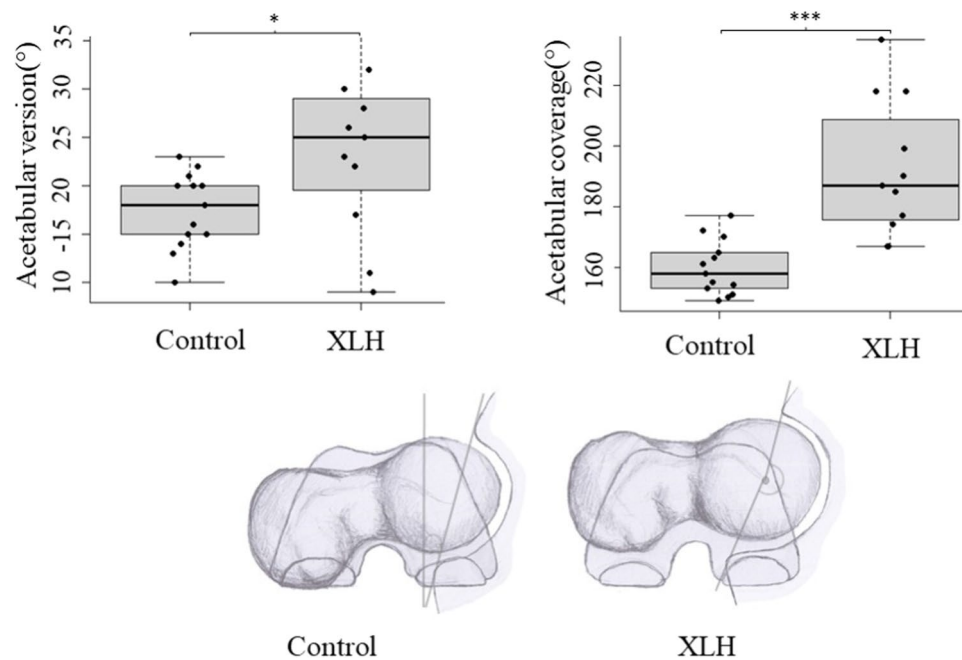 *
Acetabular version(°)
35
30
25
20
-15
10
Control XLH
***
Acetabular coverage(°)
220
200
180
160
Control XLH
Control XLH